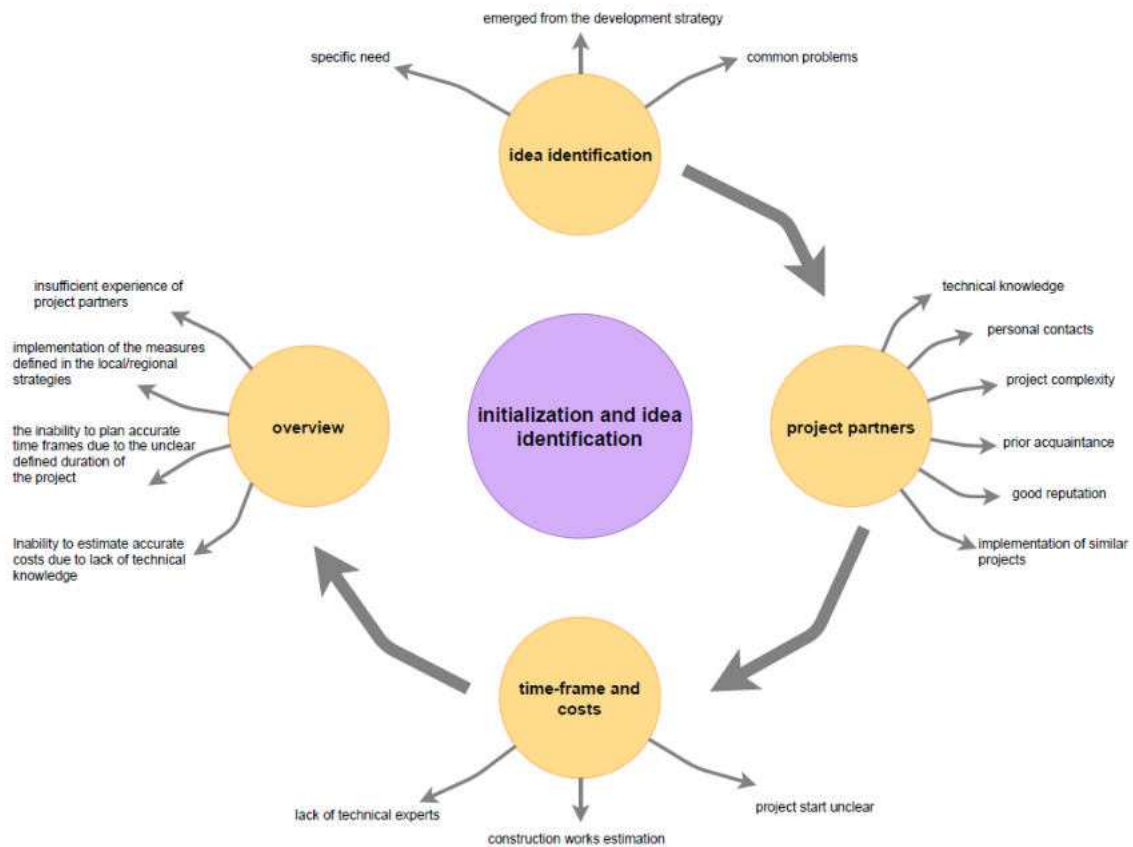 emerged from the development strategy
specific need
common problems
idea identification
insufficient experience of
project partners
technical knowledge
personal contacts
implementation of the measures
defined in the local/regional
strategies
project complexity
initialization and idea
identification
overview
project partners
the inability to plan accurate
time frames due to the unclear
defined duration of
the project
prior acquaintance
good reputation
Inability to estimate accurate
costs due to lack of technical
knowledge
implementation of similar
projects
time-frame and
costs
lack of technical experts
project start unclear
construction works estimation